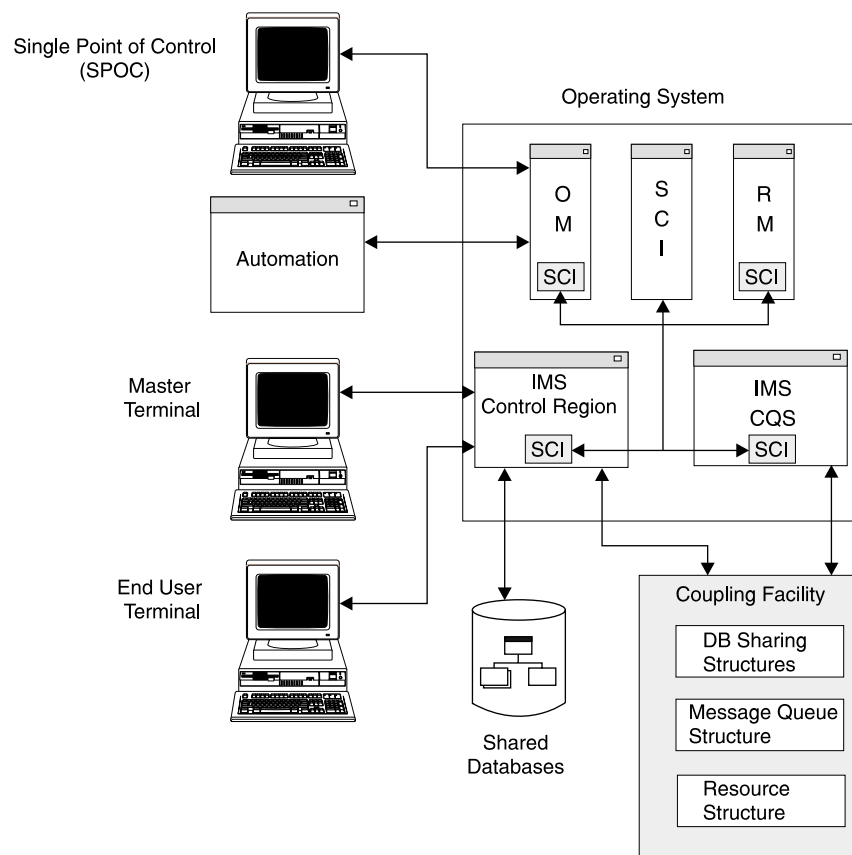 Single Point of Control
(SPOC)
Operating System
O
M
SCI
S
C
I
R
M
SCI
Automation
Master
Terminal
IMS
Control Region
SCI
IMS
CQS
SCI
End User
Terminal
Shared
Databases
Coupling Facility
DB Sharing
Structures
Message Queue
Structure
Resource
Structure